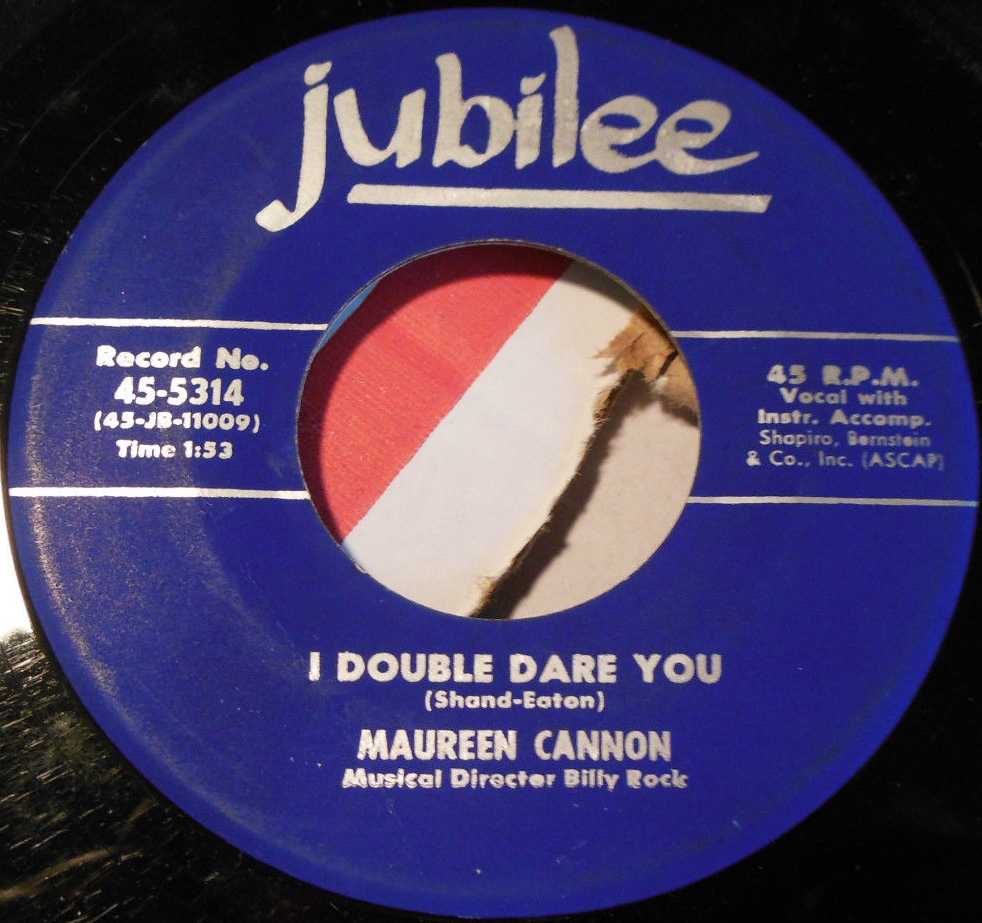 jubilee
Record No.
45-5314
(45-JB-11009)
Time 1:53
45 R.P.M.
Vocal with
Instr. Accomp.
Shapiro, Bernstein
& Co., Inc. (ASCAP)
I DOUBLE DARE YOU
(Shand-Eaton)
MAUREEN CANNON
Musical Director Billy Rock